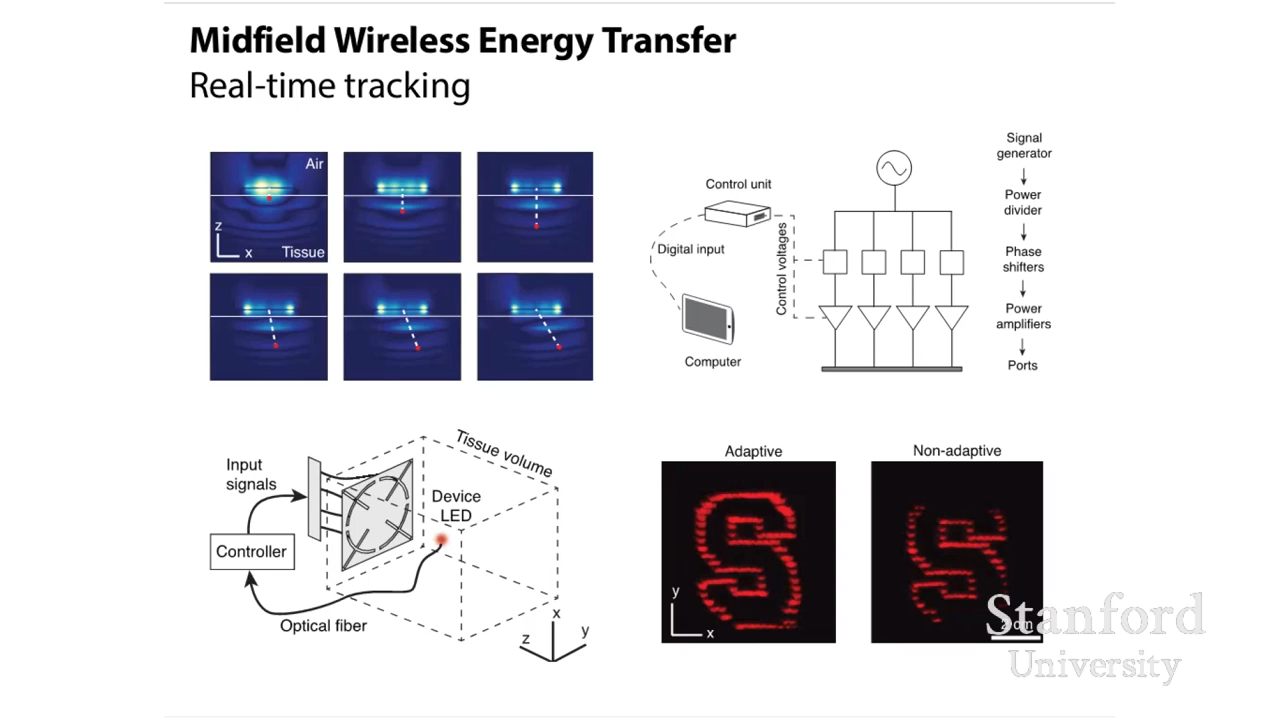 Midfield Wireless Energy Transfer
Real-time tracking
Air
z
x
Tissue
Control unit
Digital input
Control voltages
Computer
Signal
generator
Power
divider
Phase
shifters
Power
amplifiers
Ports
Input
signals
Controller
Optical fiber
Tissue volume
Device
LED
x
z
y
Adaptive
y
x
Non-adaptive
Stanford
University